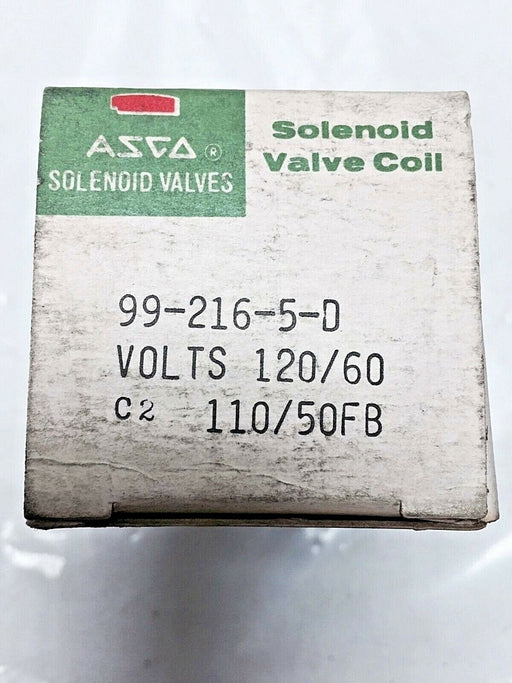 ASCO ®
SOLENOID VALVES
Solenoid
Valve Coil
99-216-5-D
VOLTS 120/60
C2 110/50FB